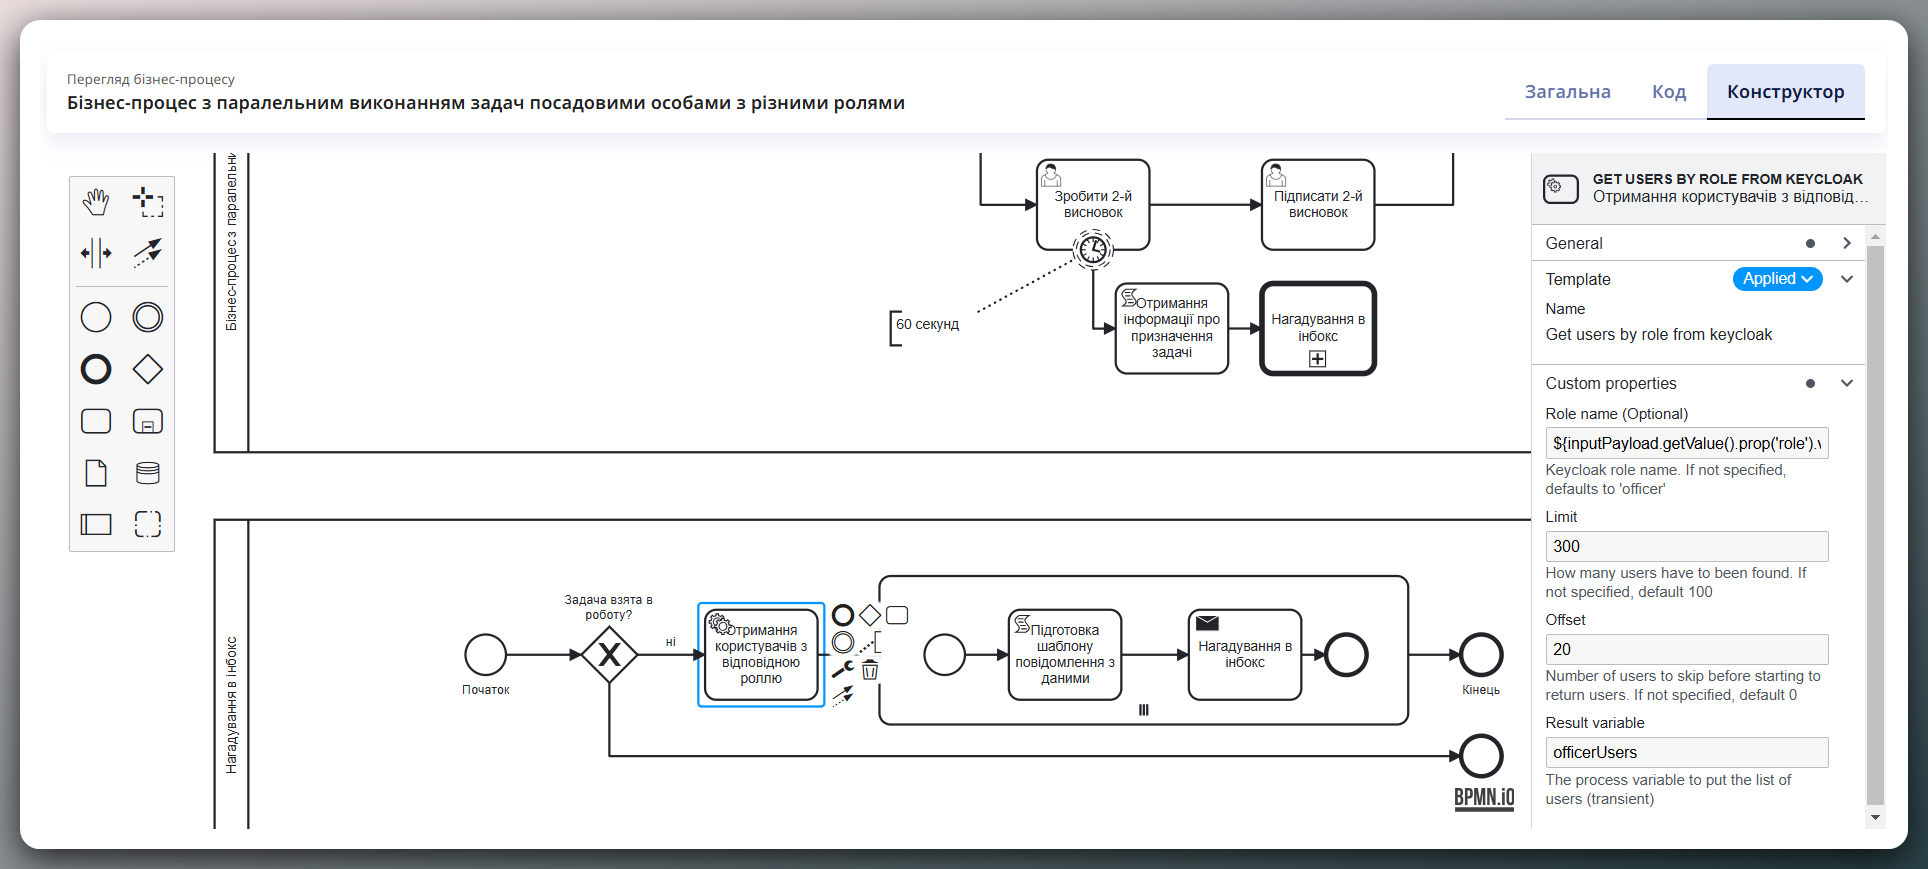 Перегляд бізнес-процесу
Бізнес-процес з паралельним виконанням задач посадовими особами з різними ролями
Загальна
Код
Конструктор
Бізнес-процес з
Зробити 2-й
висновок
Підписати 2-й
висновок
60 секунд
Отримання
інформації про
призначення
задачі
Нагадування в
інбокс
Нагадування в інбокс
Початок
Задача взята в
роботу?
ні
Отримання
користувачів з
відповідною
роллю
Підготовка
шаблону
повідомлення з
даними
Нагадування в
інбокс
Кінець
BPMN.iO
GET USERS BY ROLE FROM KEYCLOAK
Отримання користувачів з відповід…
General
Template
Applied
Name
Get users by role from keycloak
Custom properties
Role name (Optional)
${inputPayload.getValue().prop('role').v
Keycloak role name. If not specified,
defaults to 'officer'
Limit
300
How many users have to been found. If
not specified, default 100
Offset
20
Number of users to skip before starting to
return users. If not specified, default 0
Result variable
officerUsers
The process variable to put the list of
users (transient)